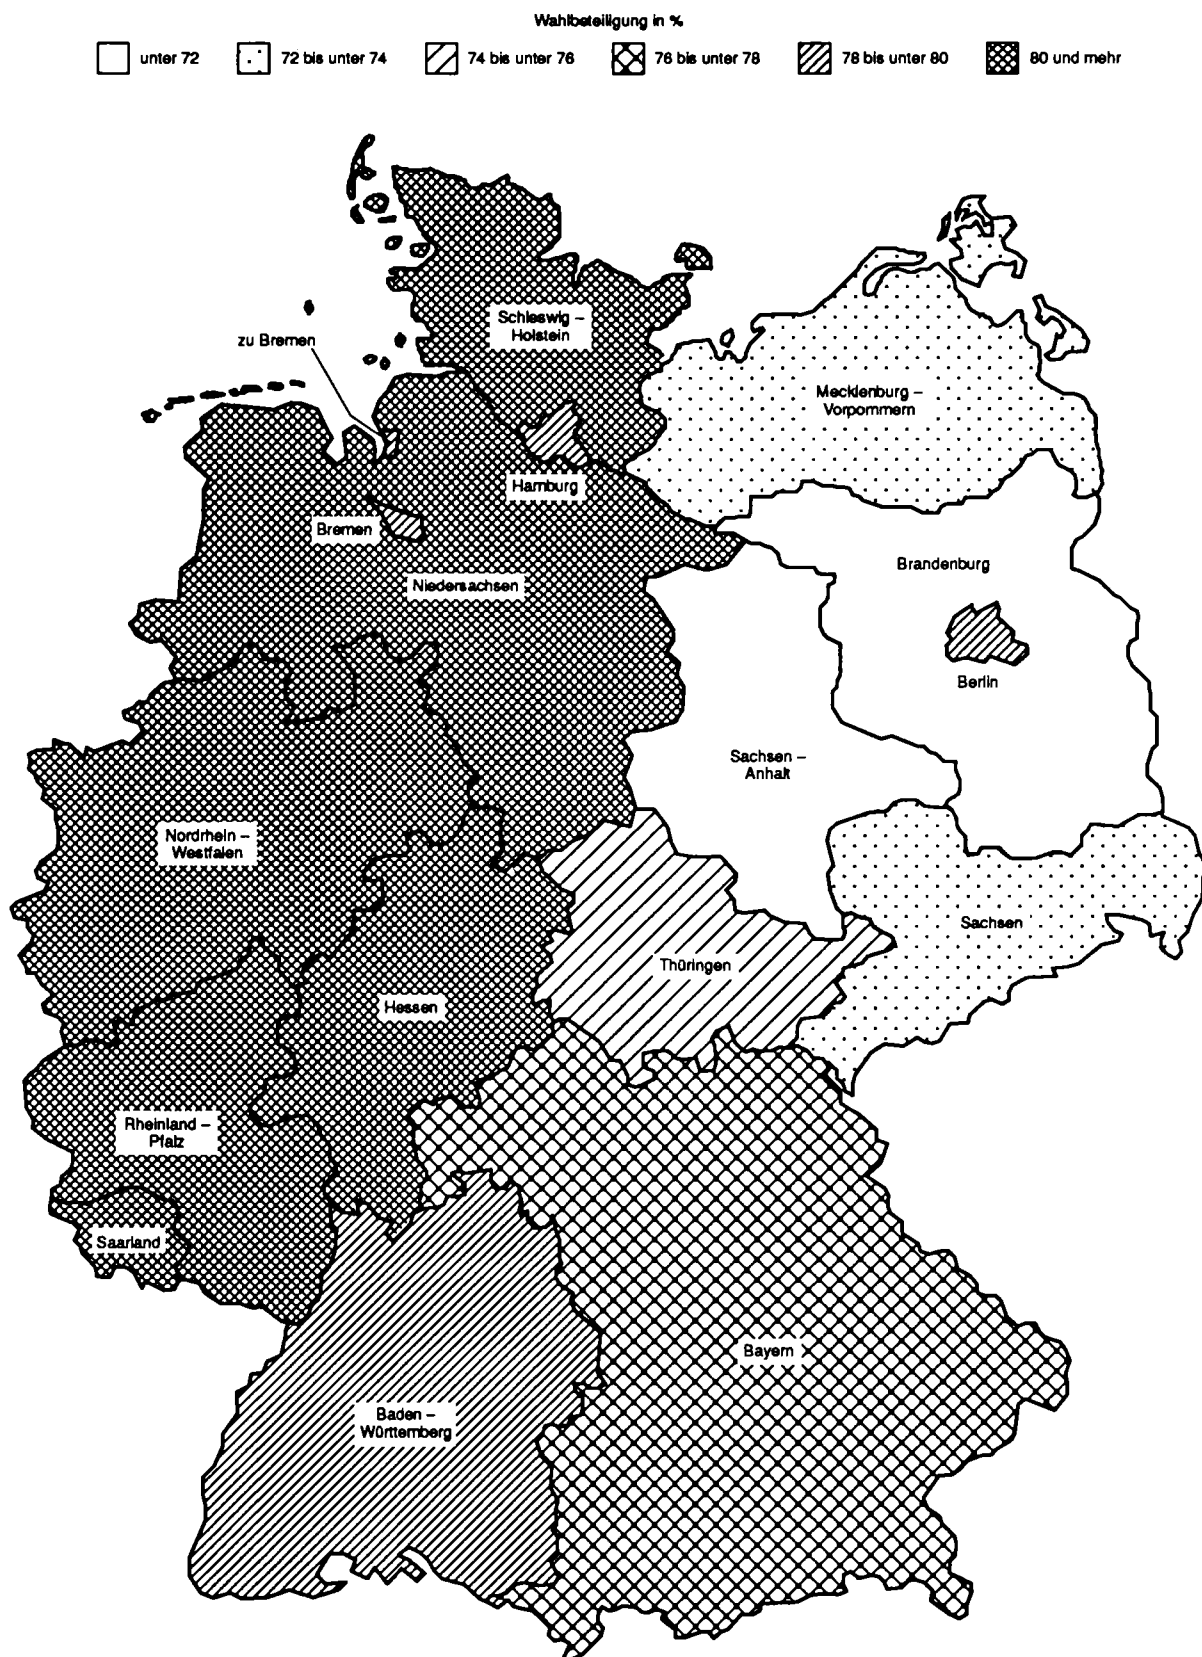 Wahlbeteiligung in %
unter 72
72 bis unter 74
74 bis unter 76
76 bis unter 78
78 bis unter 80
80 und mehr
Schleswig –
Holstein
zu Bremen
Mecklenburg –
Vorpommern
Hamburg
Bremen
Brandenburg
Niedersachsen
Berlin
Sachsen –
Anhalt
Nordrhein –
Westfalen
Sachsen
Thüringen
Hessen
Rheinland –
Pfalz
Saarland
Bayern
Baden –
Württemberg